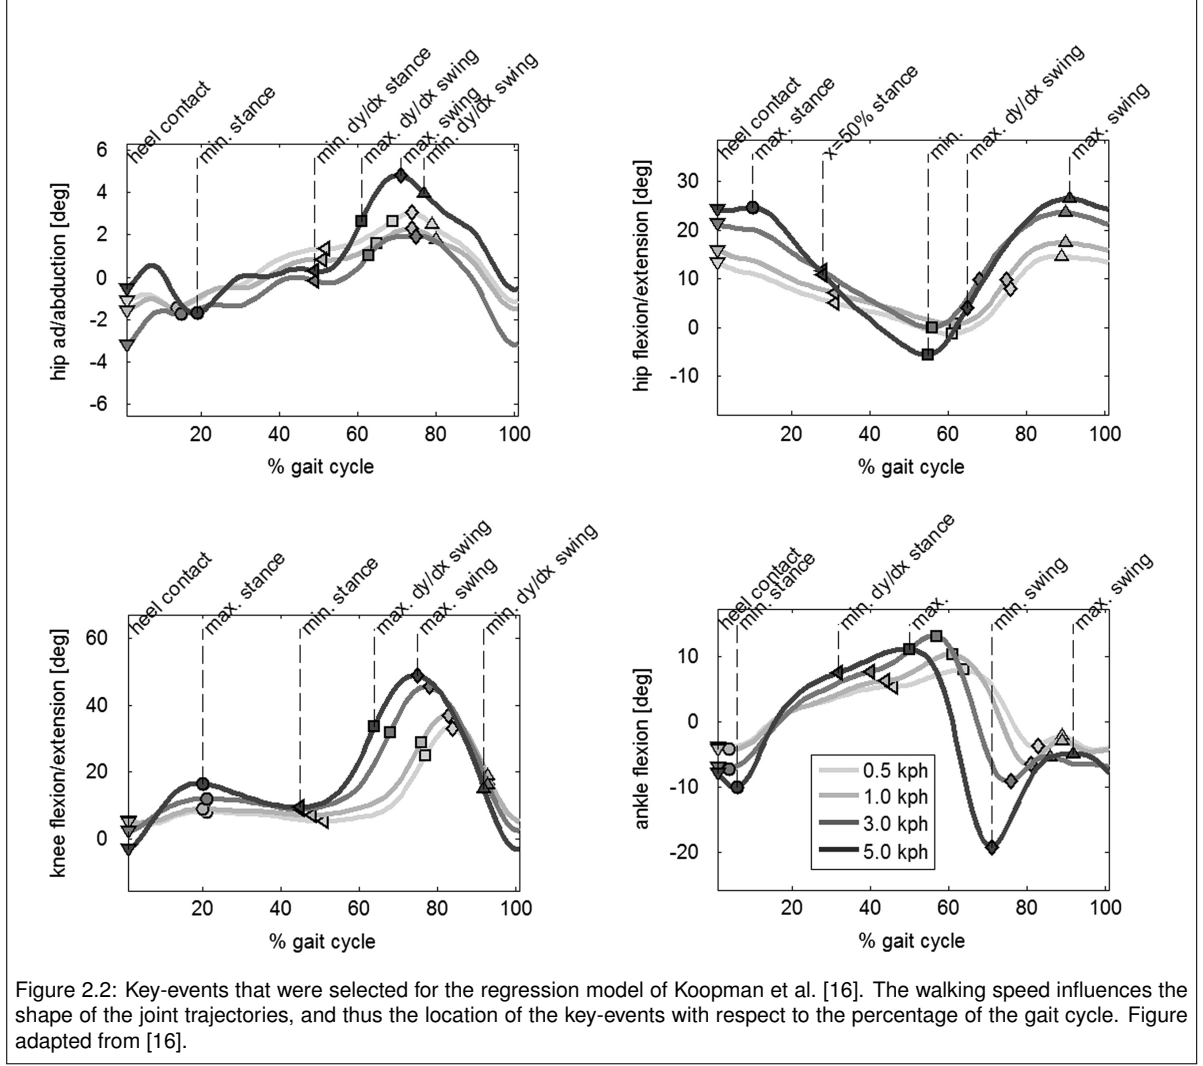 heel contact
min. stance
min. dy/dx stance
max. dy/dx swing
max. swing
min. dy/dx swing
6
4
2
0
-2
-4
-6
hip ad/abduction [deg]
20
40
60
80
100
% gait cycle
heel contact
max. stance
x=50% stance
min.
max. dy/dx swing
max. swing
30
20
10
0
-10
hip flexion/extension [deg]
20
40
60
80
100
% gait cycle
heel contact
max. stance
min. stance
max. dy/dx swing
max. swing
min. dy/dx swing
60
40
20
0
knee flexion/extension [deg]
20
40
60
80
100
% gait cycle
heel contact
min. stance
min. dy/dx stance
max.
min. swing
max. swing
10
0
-10
-20
ankle flexion [deg]
0.5 kph
1.0 kph
3.0 kph
5.0 kph
20
40
60
80
100
% gait cycle
Figure 2.2: Key-events that were selected for the regression model of Koopman et al. [16]. The walking speed influences the
shape of the joint trajectories, and thus the location of the key-events with respect to the percentage of the gait cycle. Figure
adapted from [16].